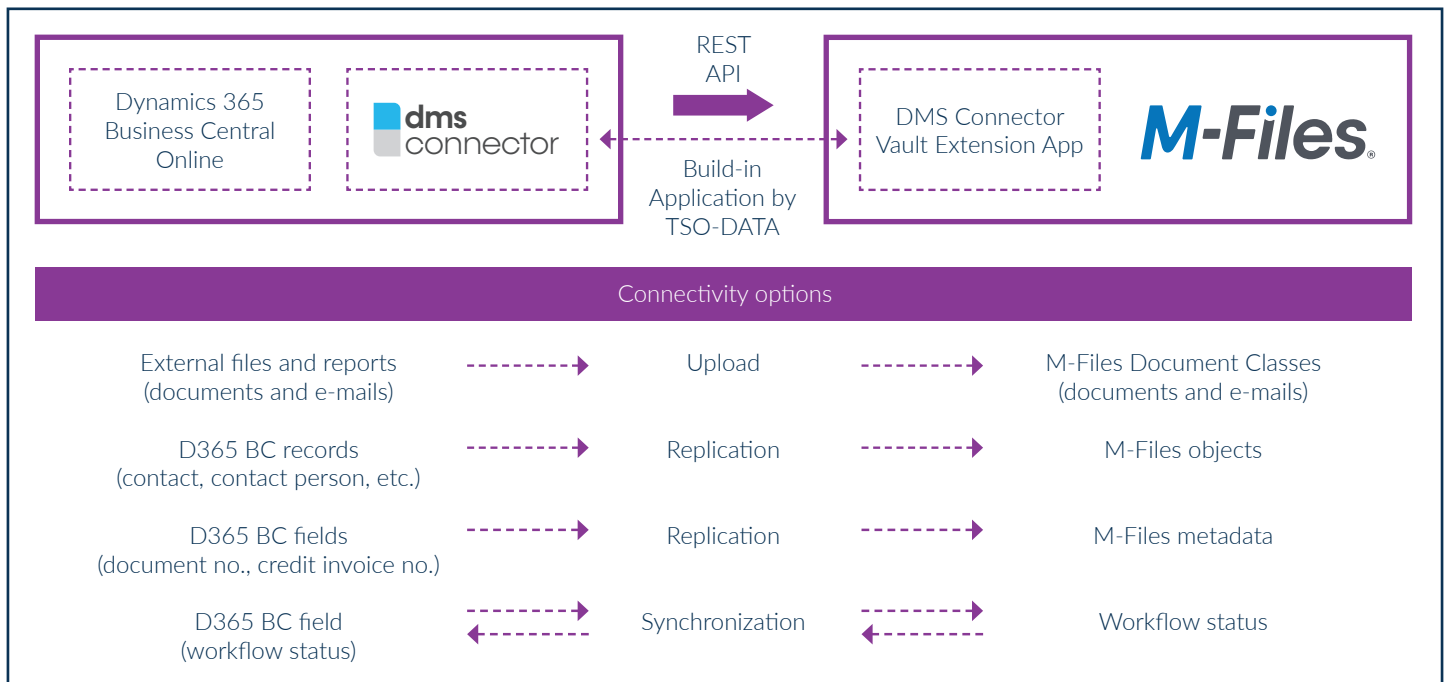 Dynamics 365
Business Central
Online
dms
connector
REST
API
Build-in
Application by
TSO-DATA
DMS Connector
Vault Extension App
M-Files®
Connectivity options
External files and reports
(documents and e-mails)
Upload
M-Files Document Classes
(documents and e-mails)
D365 BC records
(contact, contact person, etc.)
Replication
M-Files objects
D365 BC fields
(document no., credit invoice no.)
Replication
M-Files metadata
D365 BC field
(workflow status)
Synchronization
Workflow status